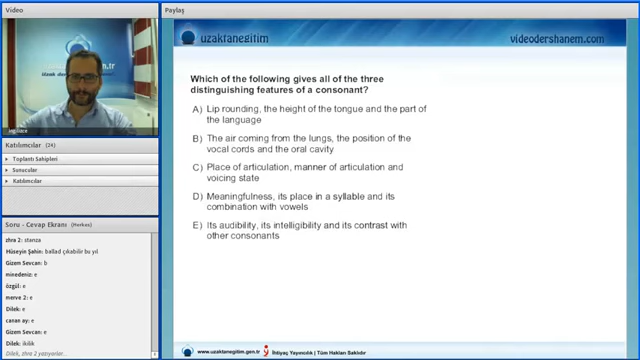 Video
Paylaş
İngilizce
Katılımcılar (24)
Toplantı Sahipleri
Sunucular
Katılımcılar
Soru - Cevap Ekranı (Herkes)
zhra 2: stanza
Hüseyin Şahin: ballad çıkabilir bu yıl
Gizem Sevcan: b
minedeniz: e
özgül: e
merve 2: e
Dilek: e
canan ay: e
Gizem Sevcan: e
Dilek: ikilik
Dilek, zhra 2 yazıyorlar...
uzaktanegitim
videodershanem.com
Which of the following gives all of the three
distinguishing features of a consonant?
A) Lip rounding, the height of the tongue and the part of
the language
B) The air coming from the lungs, the position of the
vocal cords and the oral cavity
C) Place of articulation, manner of articulation and
voicing state
D) Meaningfulness, its place in a syllable and its
combination with vowels
E) Its audibility, its intelligibility and its contrast with
other consonants
www.uzaktanegitim.gen.tr
İhtiyaç Yayıncılık | Tüm Hakları Saklıdır